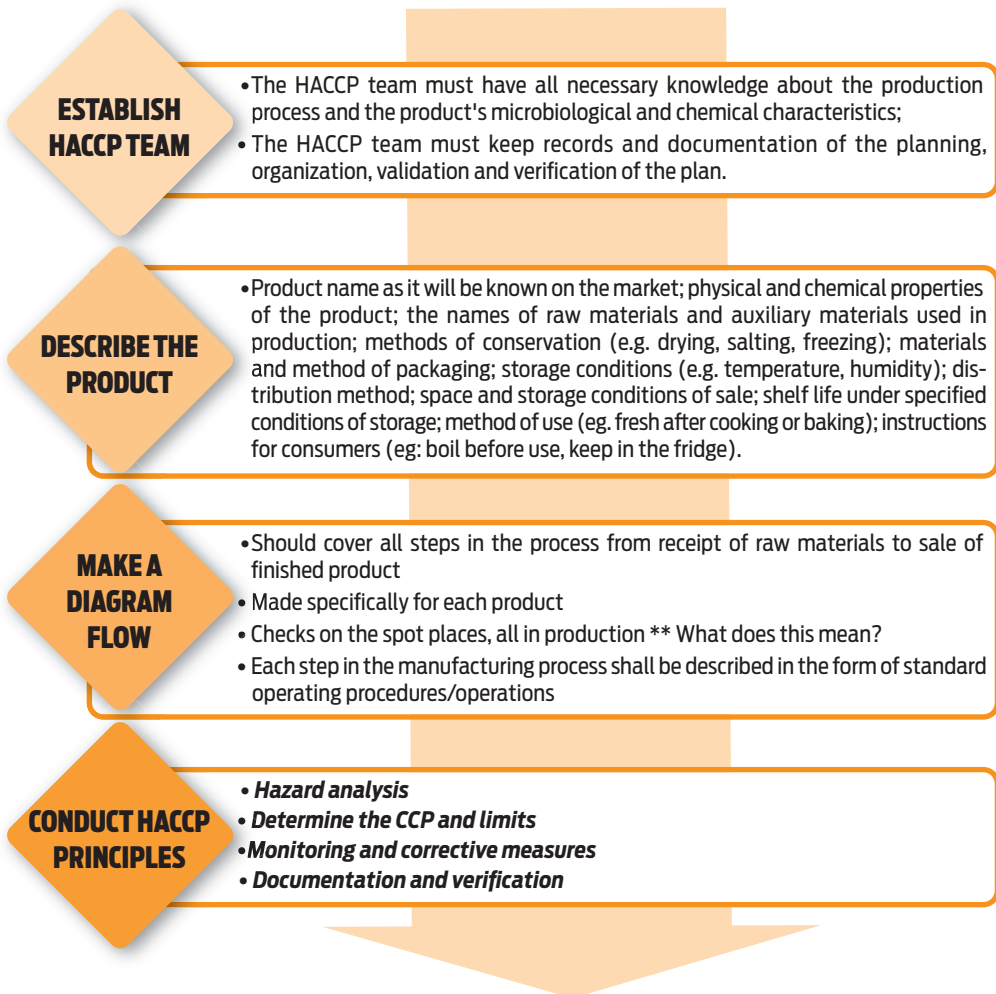 ESTABLISH
HACCP TEAM
•The HACCP team must have all necessary knowledge about the production
process and the product's microbiological and chemical characteristics;
• The HACCP team must keep records and documentation of the planning,
organization, validation and verification of the plan.
DESCRIBE THE
PRODUCT
•Product name as it will be known on the market; physical and chemical properties
of the product; the names of raw materials and auxiliary materials used in
production; methods of conservation (e.g. drying, salting, freezing); materials
and method of packaging; storage conditions (e.g. temperature, humidity); dis-
tribution method; space and storage conditions of sale; shelf life under specified
conditions of storage; method of use (eg. fresh after cooking or baking); instructions
for consumers (eg: boil before use, keep in the fridge).
MAKE A
DIAGRAM
FLOW
•Should cover all steps in the process from receipt of raw materials to sale of
finished product
• Made specifically for each product
• Checks on the spot places, all in production ** What does this mean?
• Each step in the manufacturing process shall be described in the form of standard
operating procedures/operations
CONDUCT HACCP
PRINCIPLES
• Hazard analysis
• Determine the CCP and limits
•Monitoring and corrective measures
• Documentation and verification